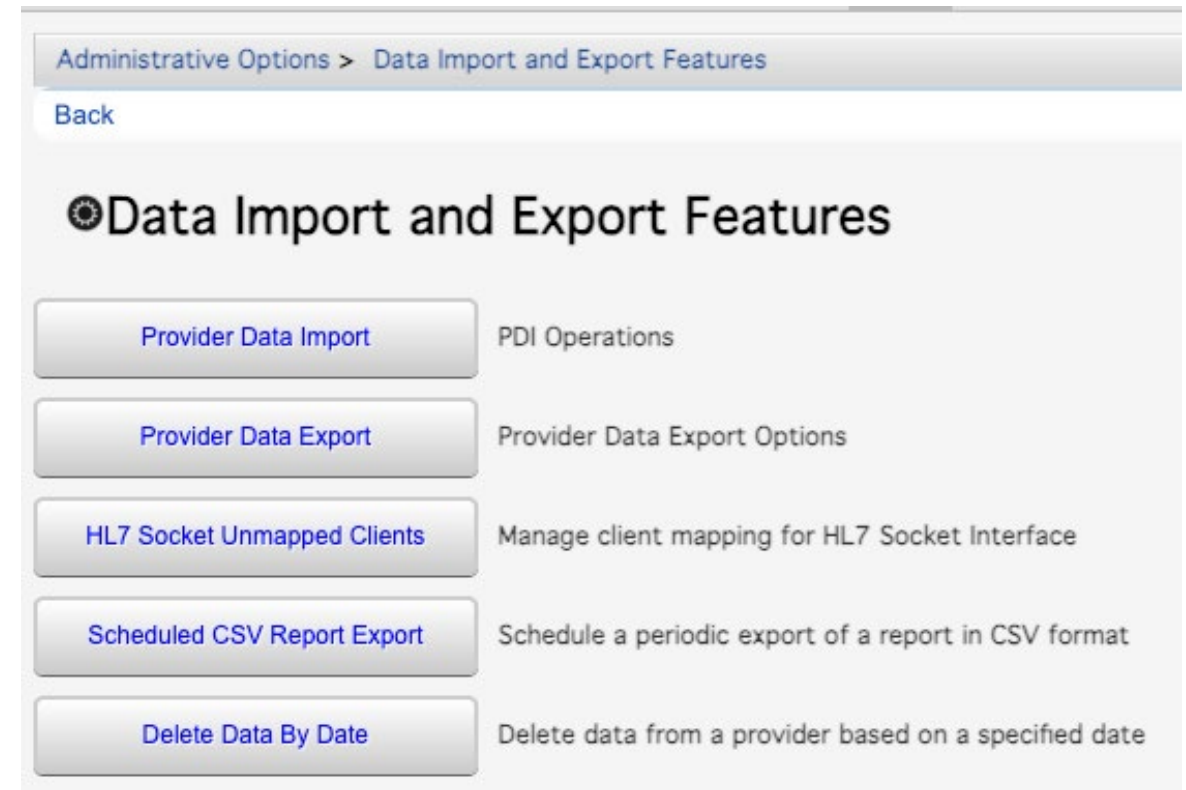 Administrative Options > Data Import and Export Features
Back
Data Import and Export Features
Provider Data Import PDI Operations
Provider Data Export Provider Data Export Options
HL7 Socket Unmapped Clients Manage client mapping for HL7 Socket Interface
Scheduled CSV Report Export Schedule a periodic export of a report in CSV format
Delete Data By Date Delete data from a provider based on a specified date